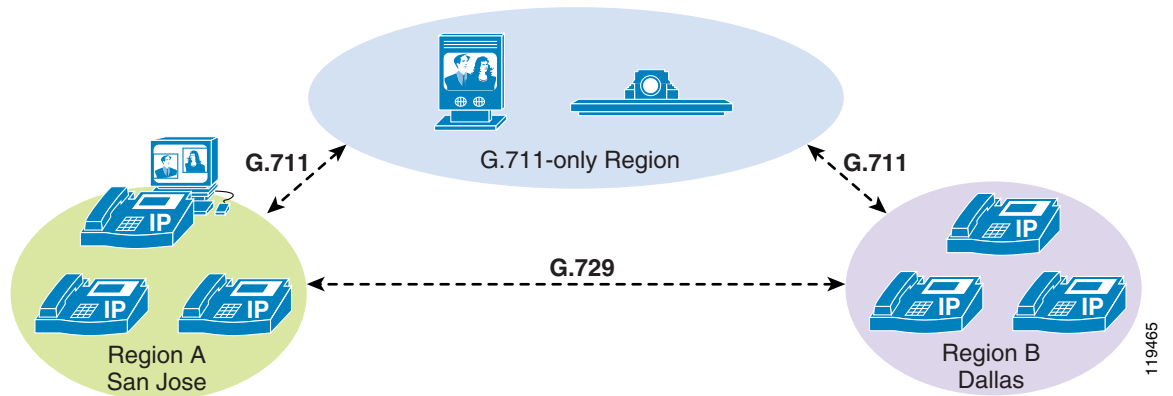 G.711-only Region
G.711
G.711
IP
IP
IP
G.729
IP
IP
IP
Region A
San Jose
Region B
Dallas
119465